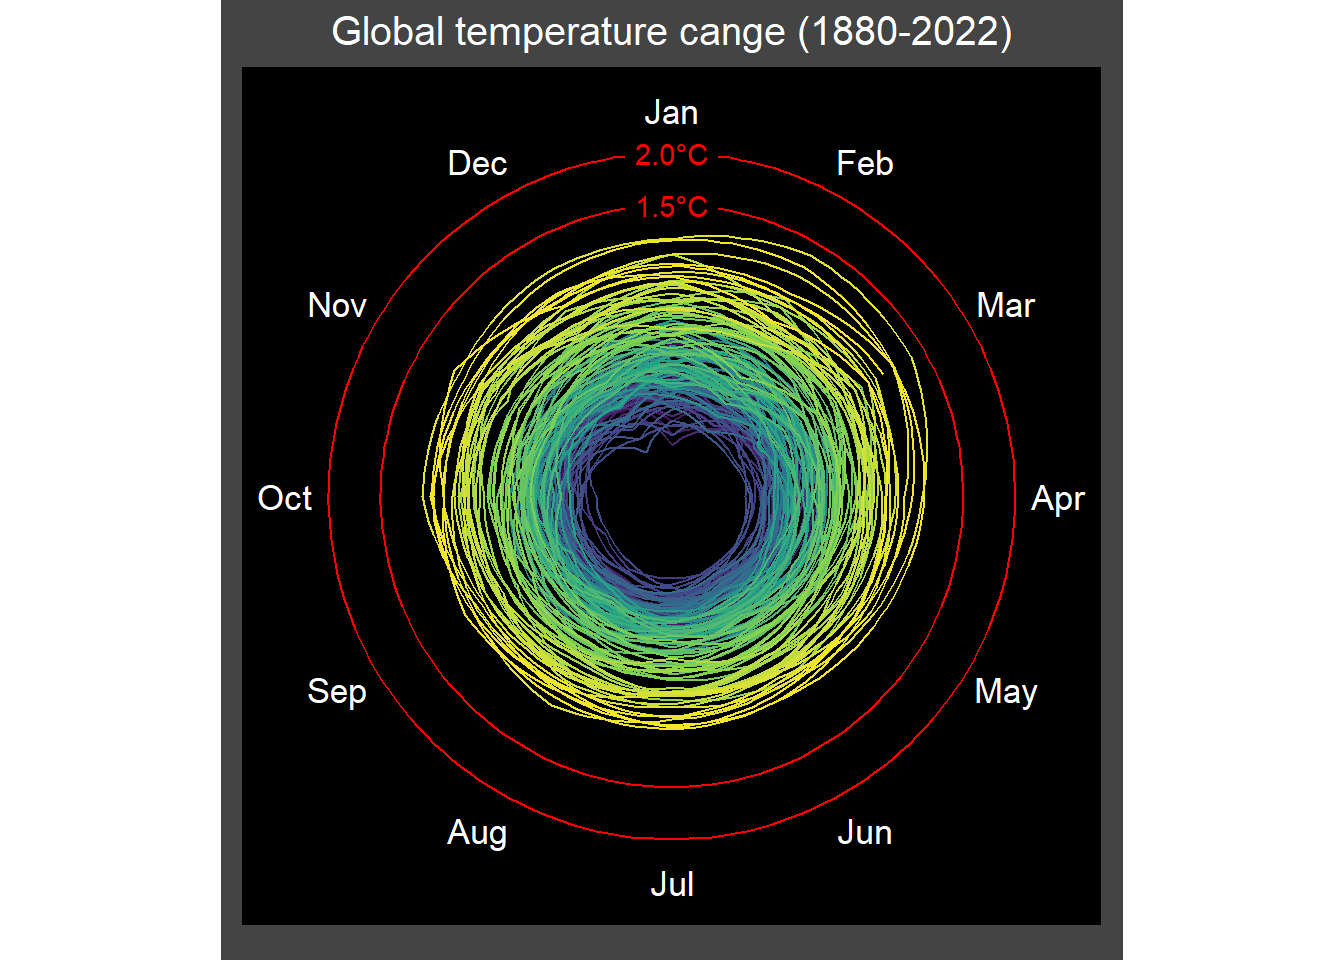 Global temperature cange (1880-2022)
Jan
Dec
2.0°C
Feb
1.5°C
Nov
Mar
Oct
Apr
Sep
May
Aug
Jun
Jul